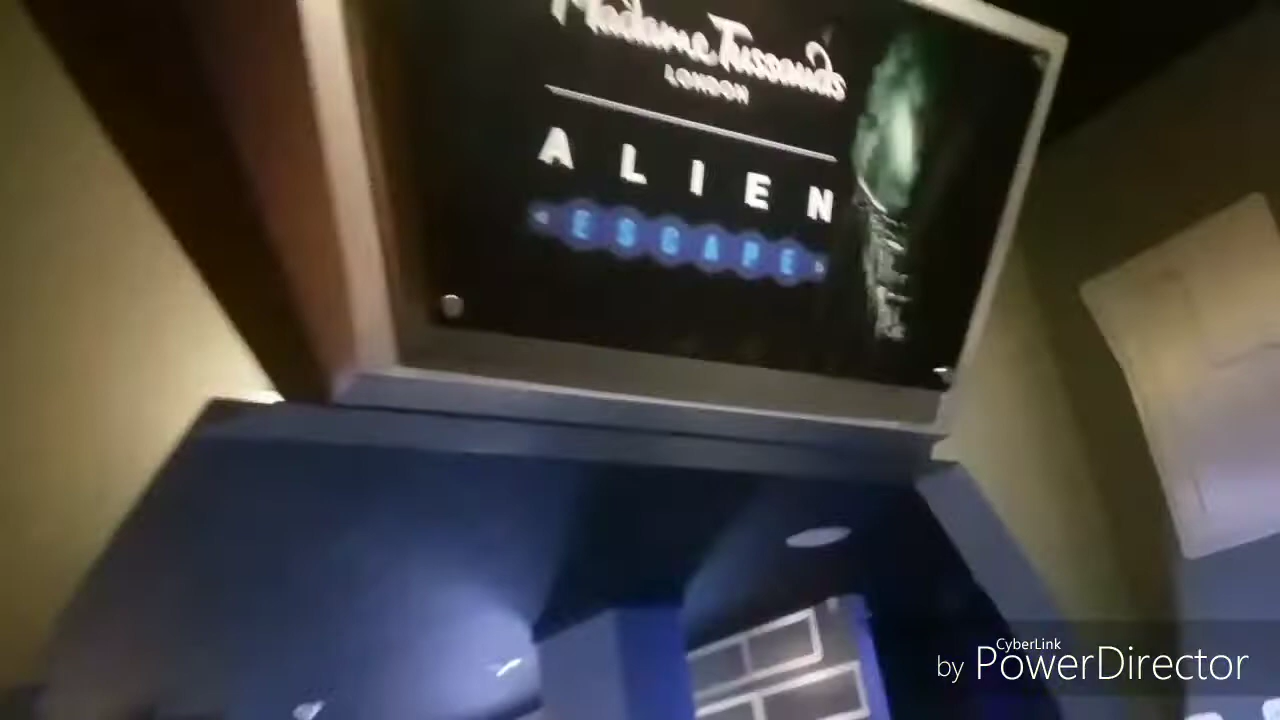 Madame Tussauds
LONDON
ALIEN
ESCAPE
CyberLink
by PowerDirector